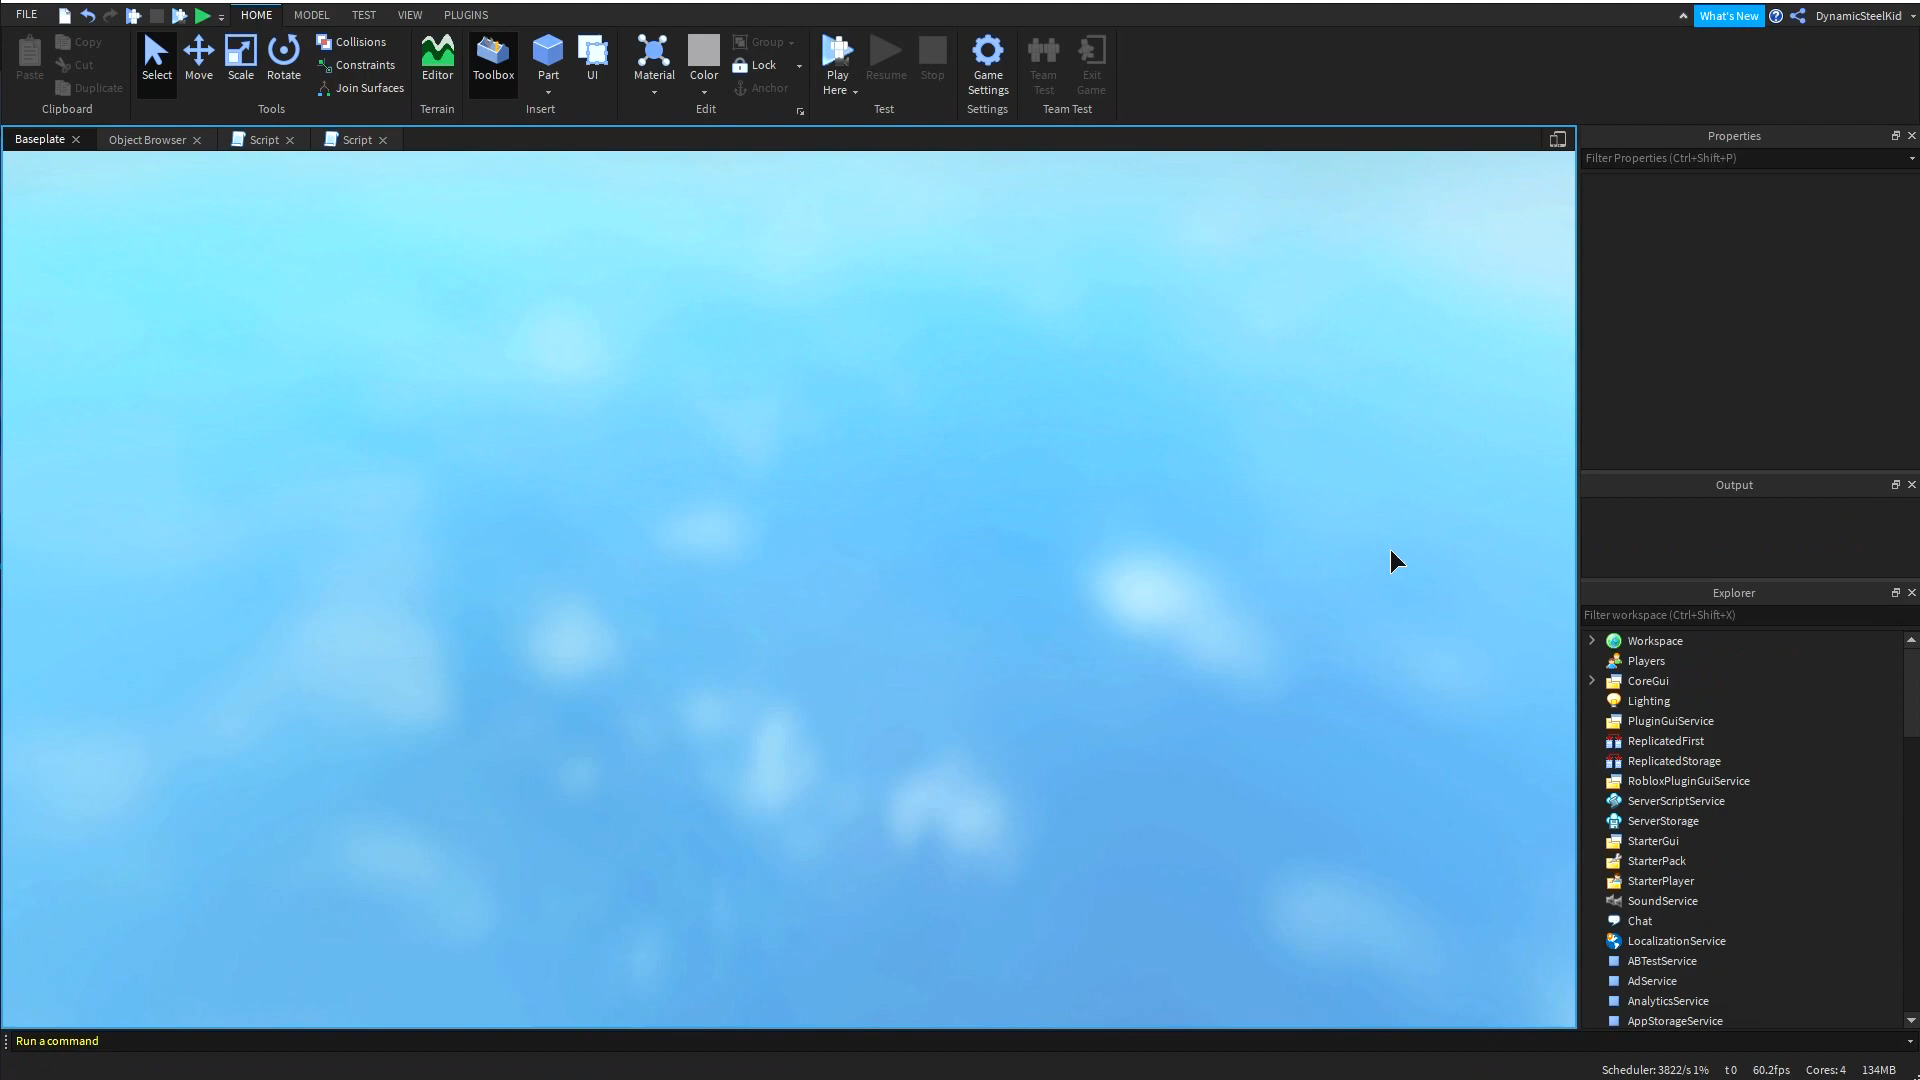 FILE HOME MODEL TEST VIEW PLUGINS What's New DynamicSteelKid
Paste Copy Cut Duplicate
Clipboard
Select Move Scale Rotate Collisions Constraints Join Surfaces
Tools
Editor
Terrain
Toolbox Part UI
Insert
Material Color Group Lock Anchor
Edit
Play Here Resume Stop
Test
Game Settings
Settings
Team Test Exit Game
Team Test
Baseplate Object Browser Script Script
Properties
Filter Properties (Ctrl+Shift+P)
Output
Explorer
Filter workspace (Ctrl+Shift+X)
Workspace
Players
CoreGui
Lighting
PluginGuiService
ReplicatedFirst
ReplicatedStorage
RobloxPluginGuiService
ServerScriptService
ServerStorage
StarterGui
StarterPack
StarterPlayer
SoundService
Chat
LocalizationService
ABTestService
AdService
AnalyticsService
AppStorageService
Run a command
Scheduler: 3822/s 1% t 0 60.2fps Cores: 4 134MB